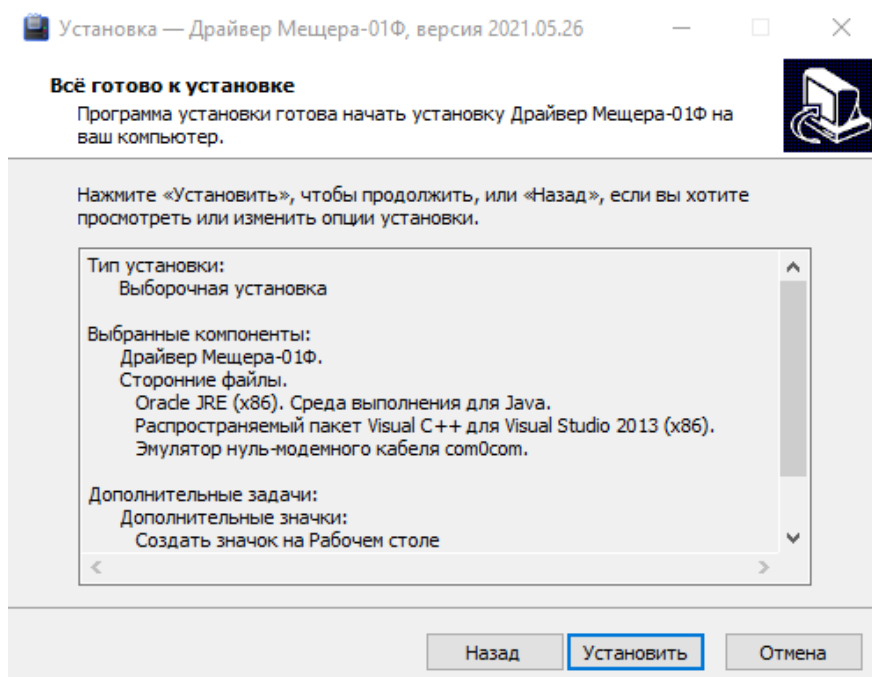 Установка — Драйвер Мещера-01Ф, версия 2021.05.26
Всё готово к установке
Программа установки готова начать установку Драйвер Мещера-01Ф на
ваш компьютер.
Нажмите «Установить», чтобы продолжить, или «Назад», если вы хотите
просмотреть или изменить опции установки.
Тип установки:
Выборочная установка
Выбранные компоненты:
Драйвер Мещера-01Ф.
Сторонние файлы.
Oracle JRE (x86). Среда выполнения для Java.
Распространяемый пакет Visual C++ для Visual Studio 2013 (x86).
Эмулятор нуль-модемного кабеля com0com.
Дополнительные задачи:
Дополнительные значки:
Создать значок на Рабочем столе
Назад Установить Отмена